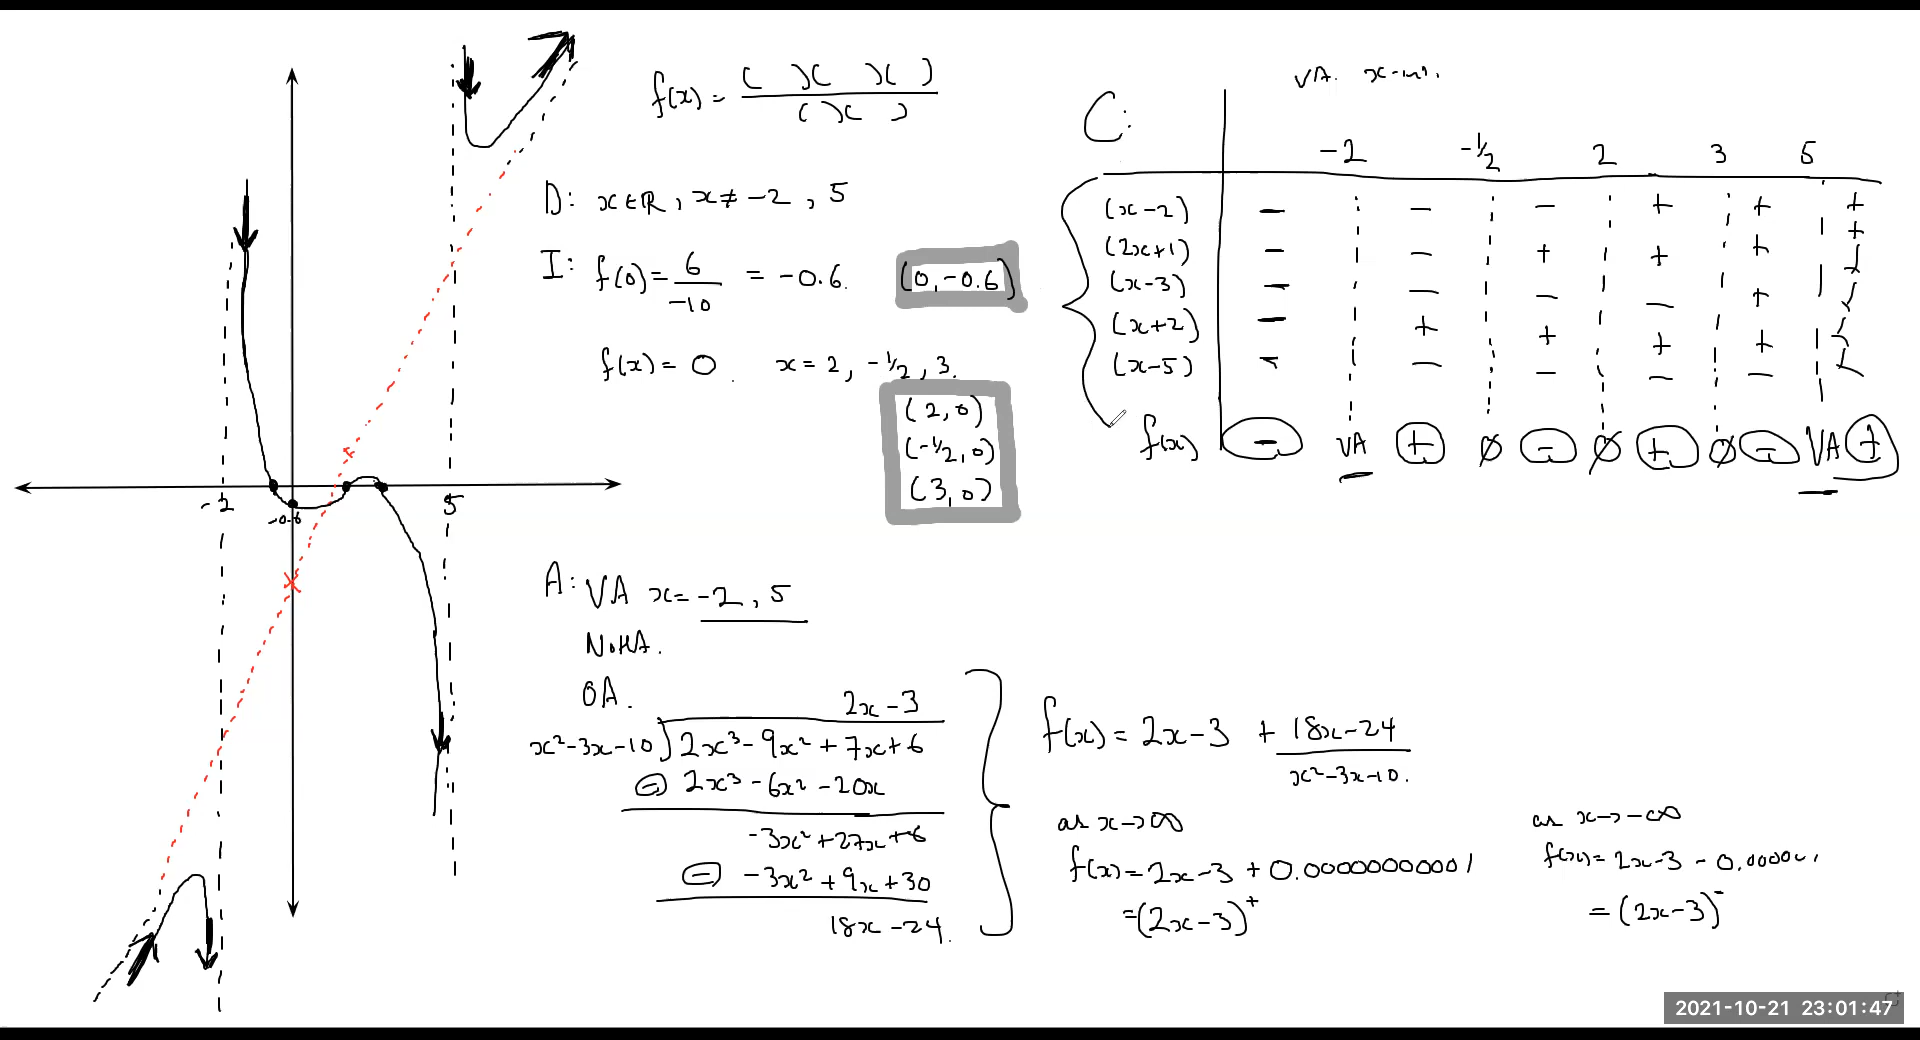 f(x) = ( )( )( )
( )( )
D: x∈R, x≠ -2, 5
I: f(0) = 6/-10 = -0.6. (0, -0.6)
f(x) = 0. x = 2, -1/2, 3.
(2, 0)
(-1/2, 0)
(3, 0)
-2
-0.6
5
A: VA x = -2, 5
No HA.
OA.
2x - 3
x² - 3x - 10 ) 2x³ - 9x² + 7x + 6
(-) 2x³ - 6x² - 20x
-3x² + 27x + 6
(-) -3x² + 9x + 30
18x - 24.
VA. x-int.
C: -2 -1/2 2 3 5
(x-2) - - - + + +
(2x+1) - - + + + +
(x-3) - - - - + +
(x+2) - + + + + +
(x-5) - - - - - +
f(x) - VA + ∅ - ∅ + ∅ - VA +
f(x) = 2x - 3 + 18x - 24
x² - 3x - 10.
as x → ∞
f(x) = 2x - 3 + 0.00000000001
= (2x - 3)⁺
as x → -∞
f(x) = 2x - 3 - 0.00001
= (2x - 3)⁻
2021-10-21 23:01:47